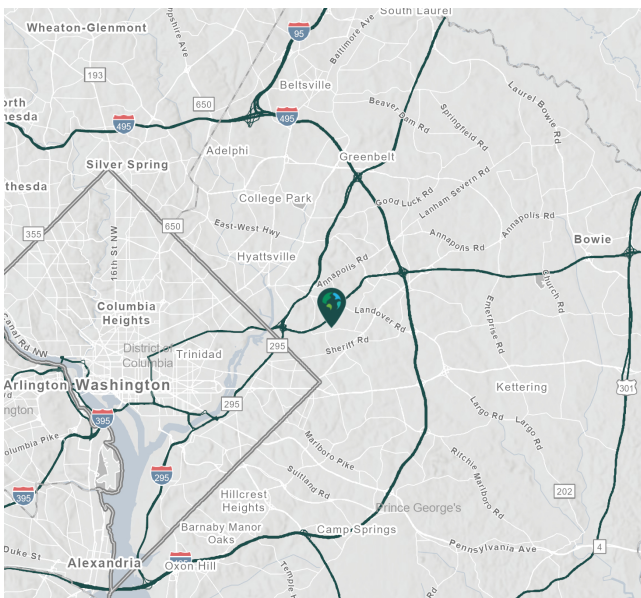 South Laurel
Wheaton-Glenmont
95
Baltimore Ave
193
Beltsville
650
Laurel Bowie Rd
Beaver Dam Rd
Springfield Rd
495
495
Adelphi
Greenbelt
Silver Spring
Good Luck Rd
Lanham Severn Rd
College Park
355
650
16th St NW
East-West Hwy
Annapolis Rd
Annapolis Rd
Bowie
Hyattsville
Annapolis Rd
Church Rd
Columbia
Heights
Landover Rd
Enterprise Rd
Canal Rd NW
District of
Columbia
Trinidad
295
Sheriff Rd
Arlington
Washington
Kettering
301
295
Largo Rd
Largo Rd
395
Columbia Pike
Marlboro Pike
Ritchie Marlboro Rd
295
Suitland Rd
395
202
Hillcrest
Heights
Prince George's
Barnaby Manor
Oaks
Camp Springs
Pennsylvania Ave
4
Duke St
Alexandria
Oxon Hill